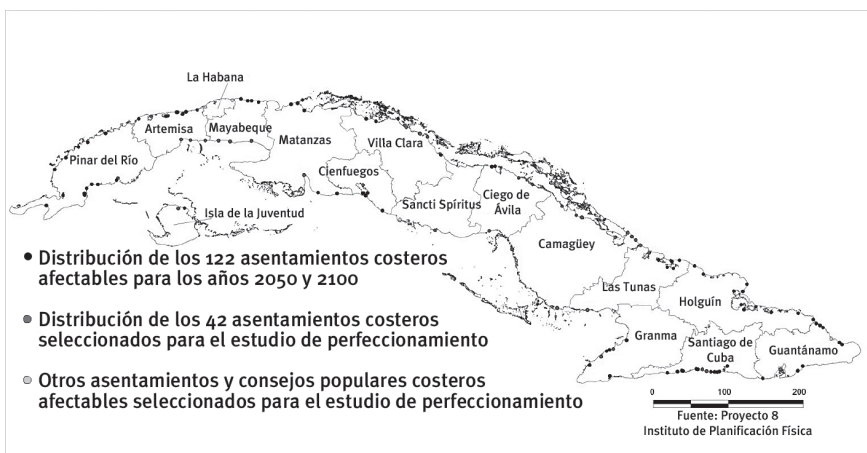 La Habana
Artemisa
Mayabeque
Matanzas
Villa Clara
Pinar del Río
Cienfuegos
Sancti Spíritus
Ciego de
Ávila
Isla de la Juventud
Camagüey
Las Tunas
Holguín
Granma
Santiago de
Cuba
Guantánamo
Distribución de los 122 asentamientos costeros
afectables para los años 2050 y 2100
Distribución de los 42 asentamientos costeros
seleccionados para el estudio de perfeccionamiento
Otros asentamientos y consejos populares costeros
afectables seleccionados para el estudio de perfeccionamiento
0 100 200
Fuente: Proyecto 8
Instituto de Planificación Física